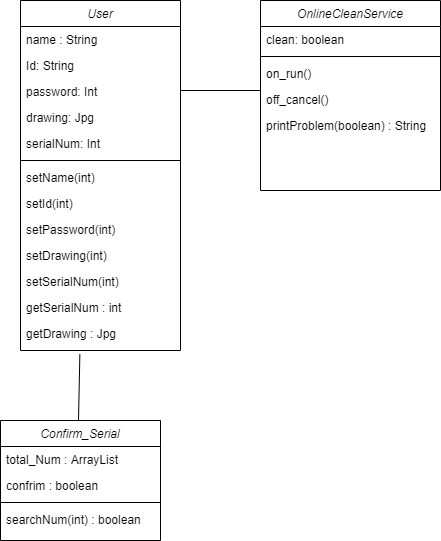 User
name : String
Id: String
password: Int
drawing: Jpg
serialNum: Int
setName(int)
setId(int)
setPassword(int)
setDrawing(int)
setSerialNum(int)
getSerialNum : int
getDrawing : Jpg
OnlineCleanService
clean: boolean
on_run()
off_cancel()
printProblem(boolean) : String
Confirm_Serial
total_Num : ArrayList
confrim : boolean
searchNum(int) : boolean